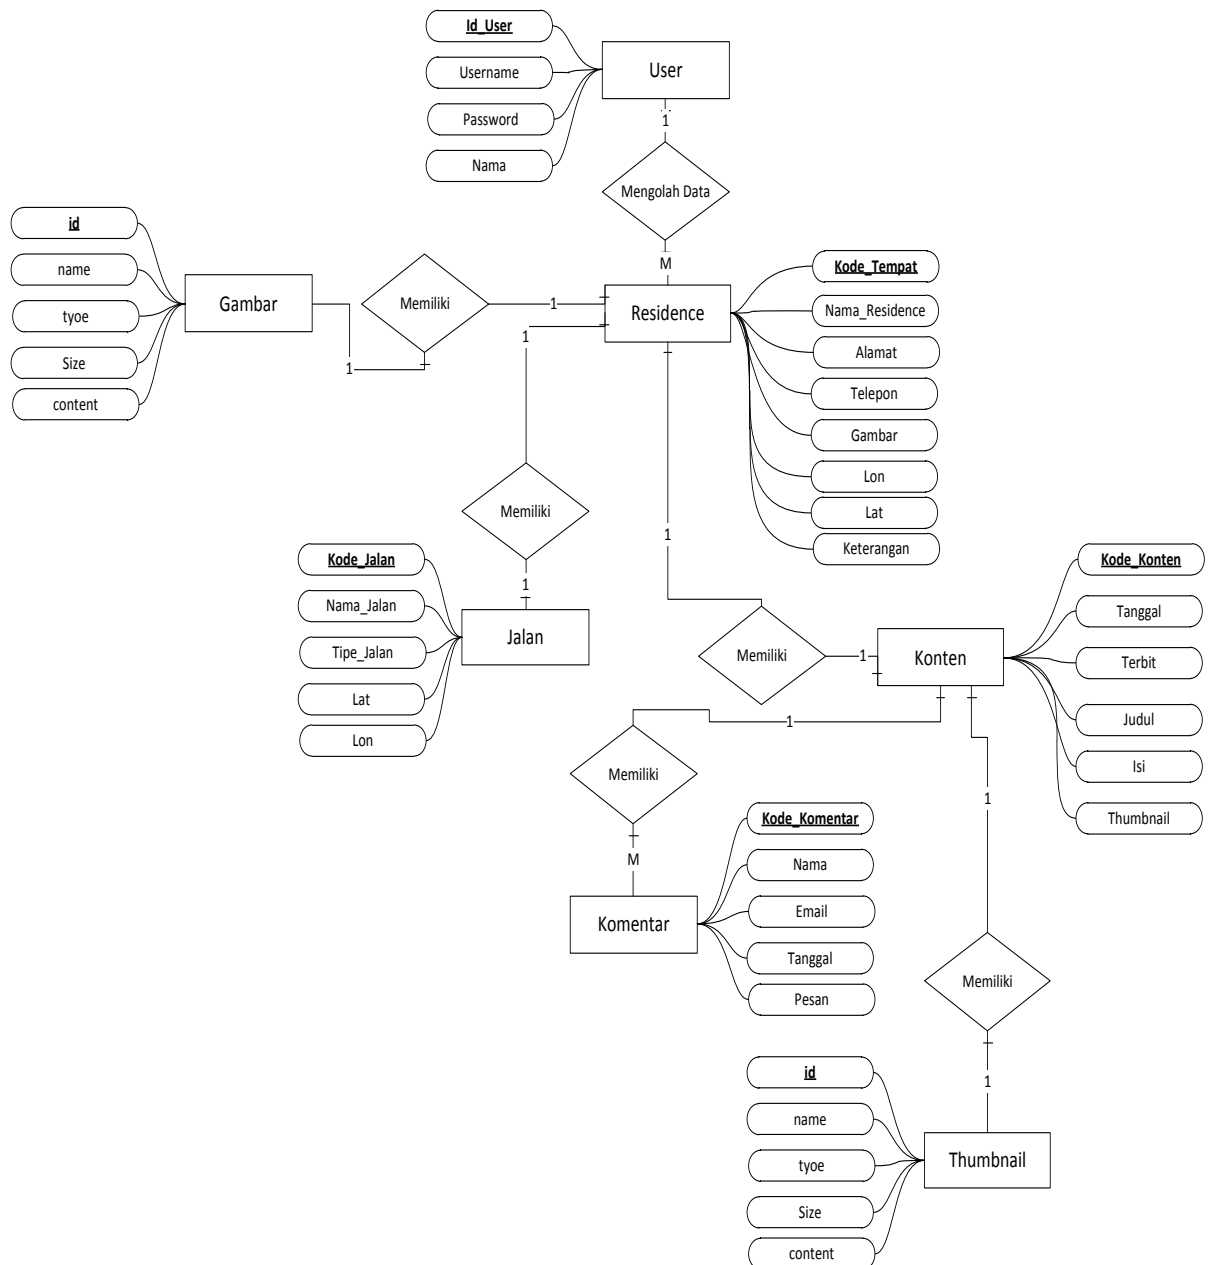 Id_User
User
Username
1
Password
Nama
Mengolah Data
id
M
Kode_Tempat
name
Gambar
Memiliki
1
Residence
Nama_Residence
tyoe
1
Alamat
Size
1
Telepon
content
Gambar
Lon
Memiliki
Lat
1
Keterangan
Kode_Jalan
Kode_Konten
1
Nama_Jalan
Tanggal
Jalan
Tipe_Jalan
Memiliki
1
Konten
Terbit
Lat
1
Judul
Lon
Memiliki
Isi
1
Kode_Komentar
Thumbnail
M
Nama
Komentar
Email
Tanggal
Memiliki
Pesan
id
1
name
tyoe
Thumbnail
Size
content